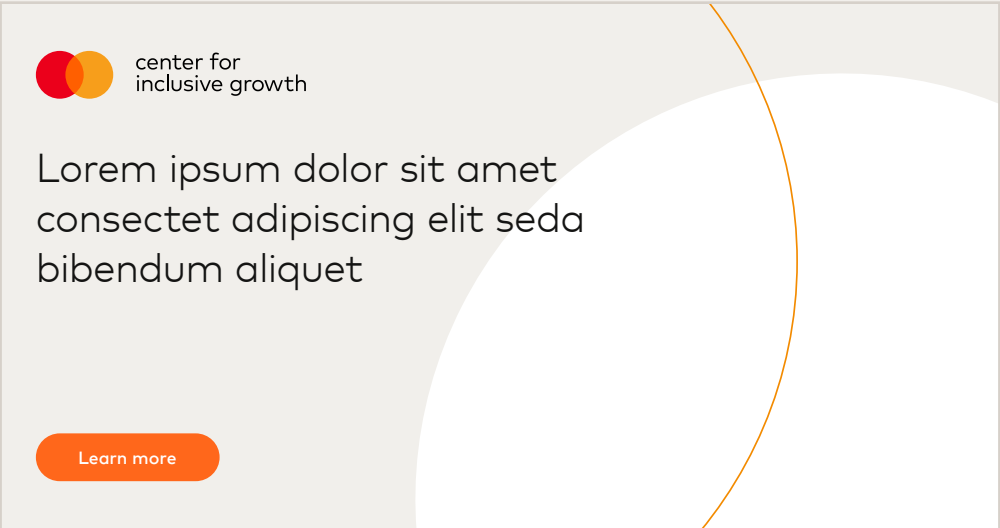 center for
inclusive growth
Lorem ipsum dolor sit amet
consectet adipiscing elit seda
bibendum aliquet
Learn more